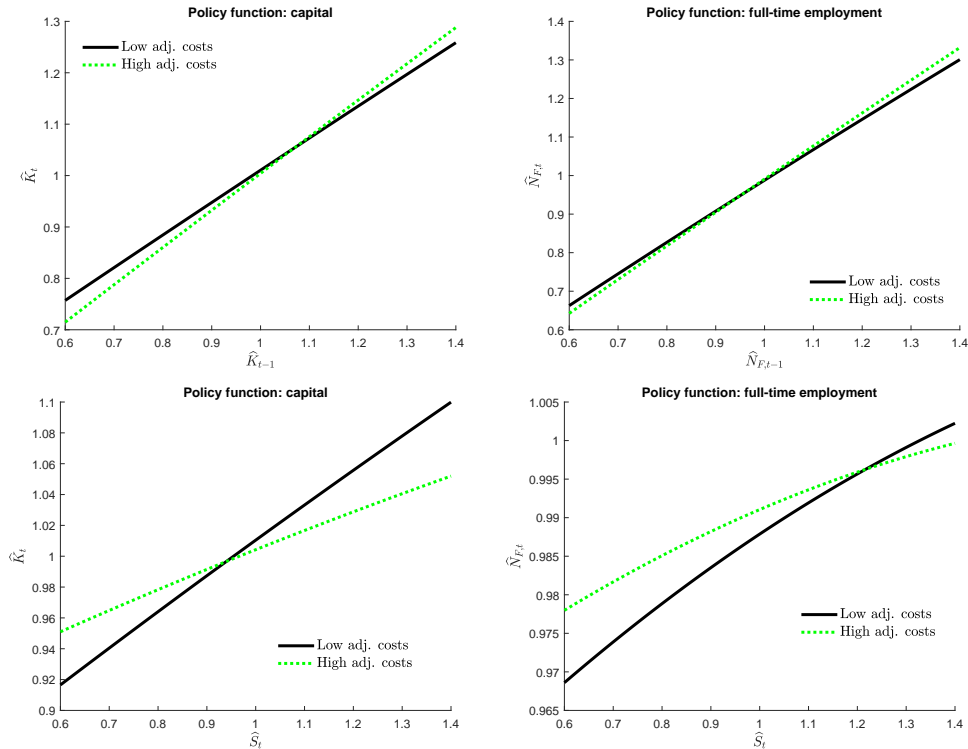 Policy function: capital
1.3
1.2
1.1
1
0.9
0.8
0.7
0.6 0.7 0.8 0.9 1 1.1 1.2 1.3 1.4
K̂_t
K̂_{t−1}
Low adj. costs
High adj. costs
Policy function: full-time employment
1.4
1.3
1.2
1.1
1
0.9
0.8
0.7
0.6
0.6 0.7 0.8 0.9 1 1.1 1.2 1.3 1.4
N̂_{F,t}
N̂_{F,t−1}
Low adj. costs
High adj. costs
Policy function: capital
1.1
1.08
1.06
1.04
1.02
1
0.98
0.96
0.94
0.92
0.9
0.6 0.7 0.8 0.9 1 1.1 1.2 1.3 1.4
K̂_t
Ŝ_t
Low adj. costs
High adj. costs
Policy function: full-time employment
1.005
1
0.995
0.99
0.985
0.98
0.975
0.97
0.965
0.6 0.7 0.8 0.9 1 1.1 1.2 1.3 1.4
N̂_{F,t}
Ŝ_t
Low adj. costs
High adj. costs